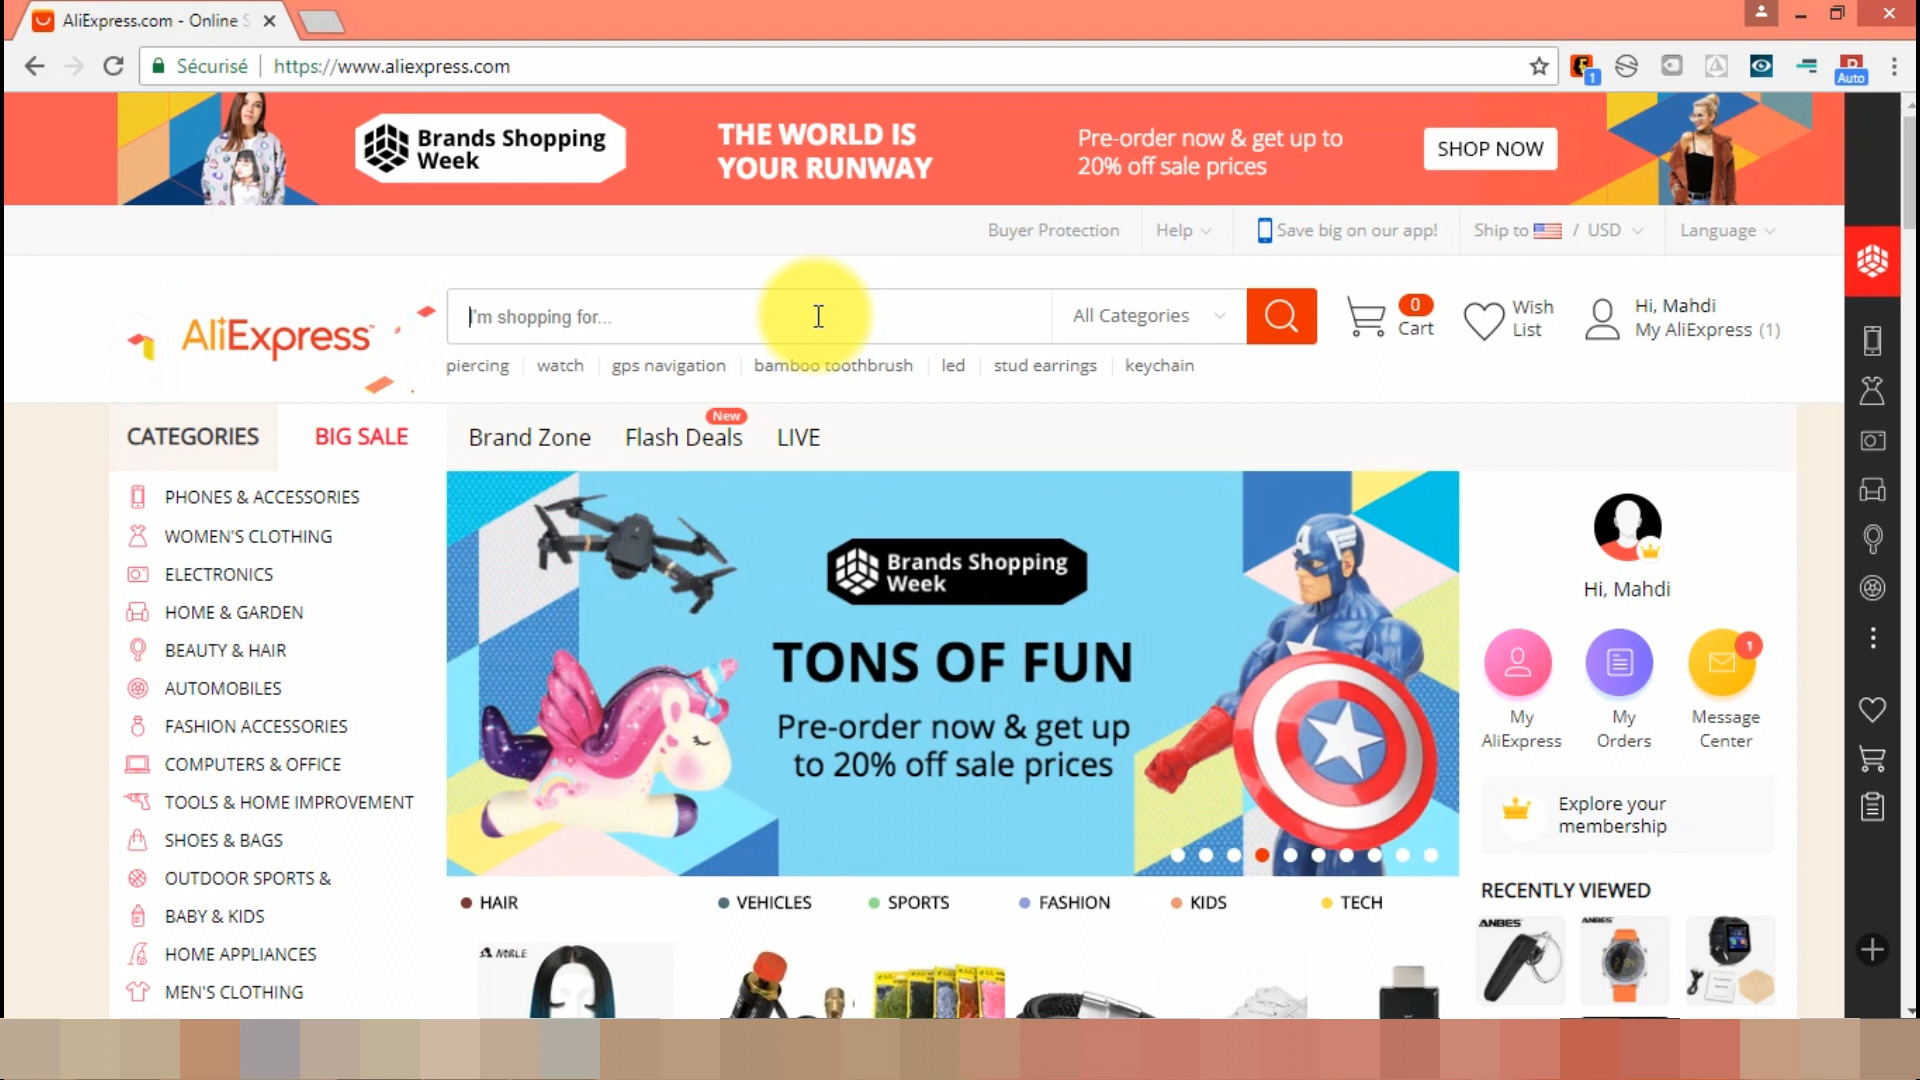 AliExpress.com - Online S
Sécurisé
https://www.aliexpress.com
1
Auto
Brands Shopping
Week
THE WORLD IS
YOUR RUNWAY
Pre-order now & get up to
20% off sale prices
SHOP NOW
Buyer Protection
Help
Save big on our app!
Ship to / USD
Language
AliExpress
I'm shopping for...
All Categories
0
Cart
Wish
List
Hi, Mahdi
My AliExpress (1)
piercing
watch
gps navigation
bamboo toothbrush
led
stud earrings
keychain
CATEGORIES
BIG SALE
Brand Zone
New
Flash Deals
LIVE
PHONES & ACCESSORIES
WOMEN'S CLOTHING
ELECTRONICS
HOME & GARDEN
BEAUTY & HAIR
AUTOMOBILES
FASHION ACCESSORIES
COMPUTERS & OFFICE
TOOLS & HOME IMPROVEMENT
SHOES & BAGS
OUTDOOR SPORTS &
BABY & KIDS
HOME APPLIANCES
MEN'S CLOTHING
Brands Shopping
Week
TONS OF FUN
Pre-order now & get up
to 20% off sale prices
Hi, Mahdi
1
My
AliExpress
My
Orders
Message
Center
Explore your
membership
RECENTLY VIEWED
ANBES
ANBES
HAIR
VEHICLES
SPORTS
FASHION
KIDS
TECH
NOBLE